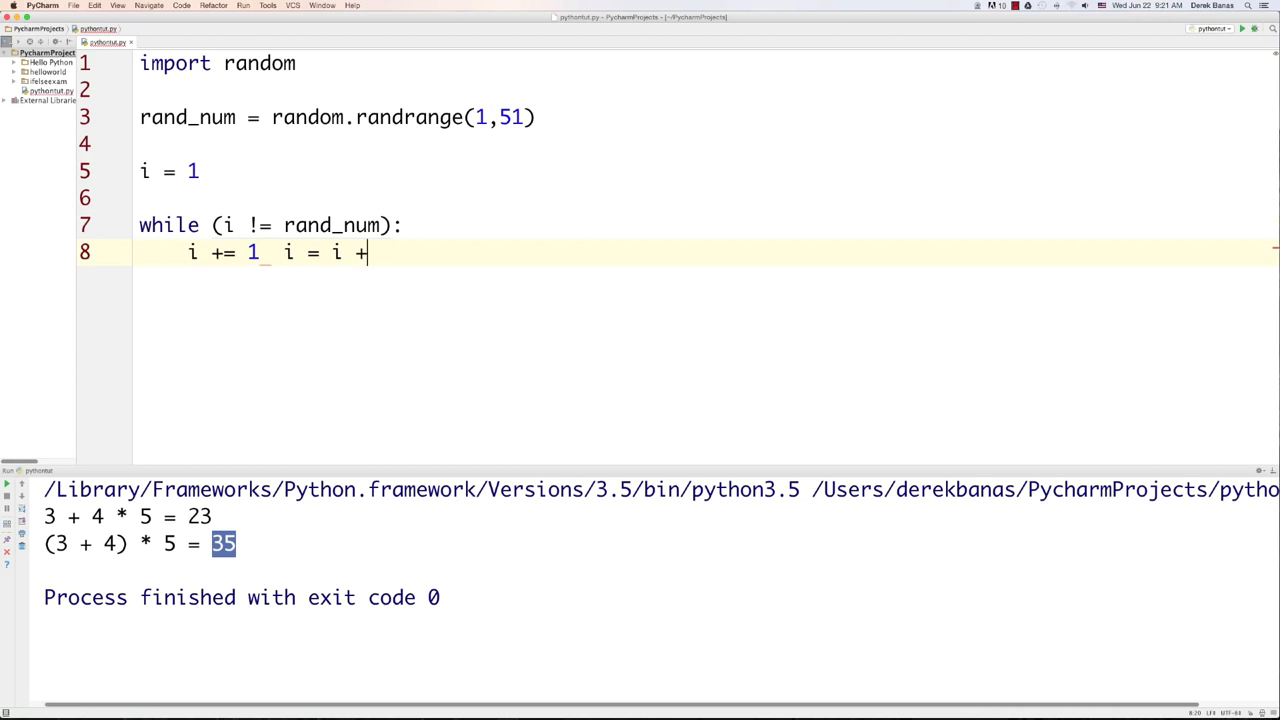 PyCharm File Edit View Navigate Code Refactor Run Tools VCS Window Help 10 Wed Jun 22 9:21 AM Derek Banas
pythontut.py - PycharmProjects - [~/PycharmProjects]
PycharmProjects pythontut.py pythontut
pythontut.py ×
PycharmProject
Hello Python
helloworld
ifelseexam
pythontut.py
External Librarie
1 import random
2
3 rand_num = random.randrange(1,51)
4
5 i = 1
6
7 while (i != rand_num):
8 i += 1 i = i +
Run pythontut
/Library/Frameworks/Python.framework/Versions/3.5/bin/python3.5 /Users/derekbanas/PycharmProjects/pytho
3 + 4 * 5 = 23
(3 + 4) * 5 = 35
Process finished with exit code 0
8:20 LF÷ UTF-8÷